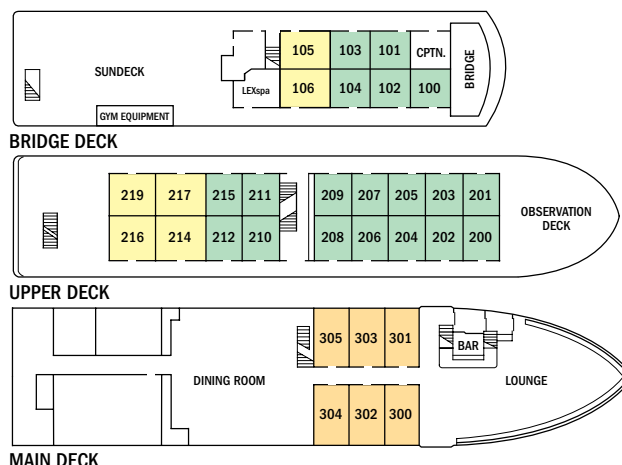 105 103 101 CPTN.
SUNDECK
LEXspa 106 104 102 100 BRIDGE
GYM EQUIPMENT
BRIDGE DECK
219 217 215 211 209 207 205 203 201
OBSERVATION
DECK
216 214 212 210 208 206 204 202 200
UPPER DECK
305 303 301 BAR
DINING ROOM LOUNGE
304 302 300
MAIN DECK